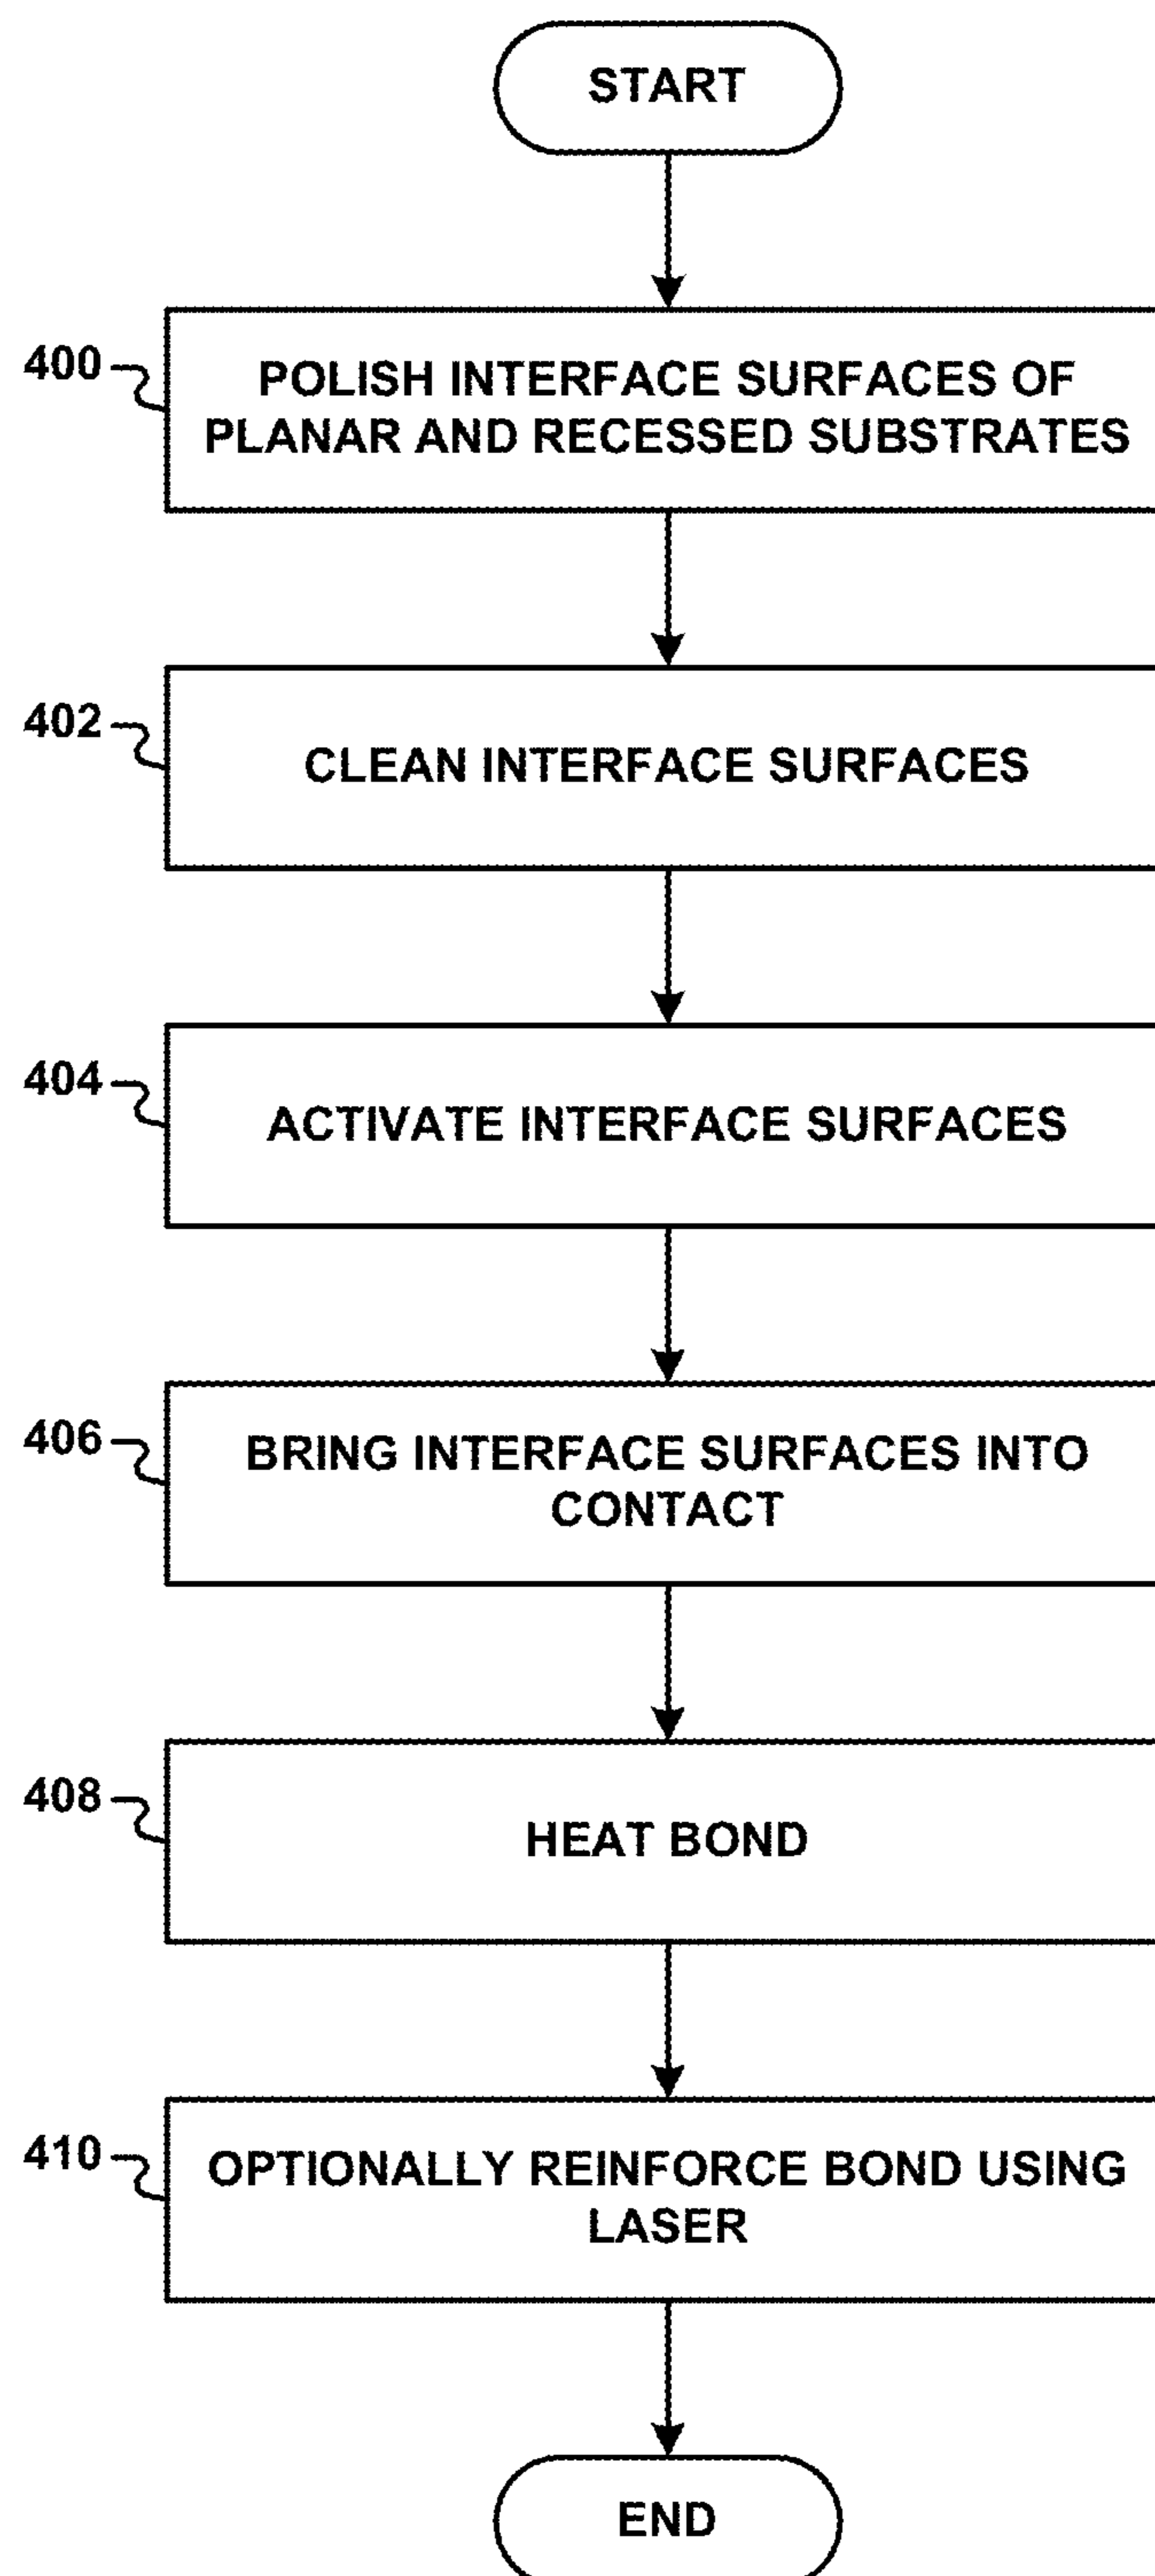 START
400
POLISH INTERFACE SURFACES OF
PLANAR AND RECESSED SUBSTRATES
402
CLEAN INTERFACE SURFACES
404
ACTIVATE INTERFACE SURFACES
406
BRING INTERFACE SURFACES INTO
CONTACT
408
HEAT BOND
410
OPTIONALLY REINFORCE BOND USING
LASER
END